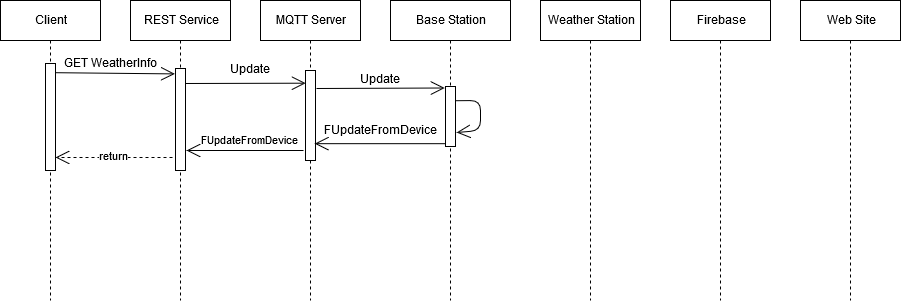 Client
REST Service
MQTT Server
Base Station
Weather Station
Firebase
Web Site
GET WeatherInfo
Update
Update
FUpdateFromDevice
FUpdateFromDevice
return